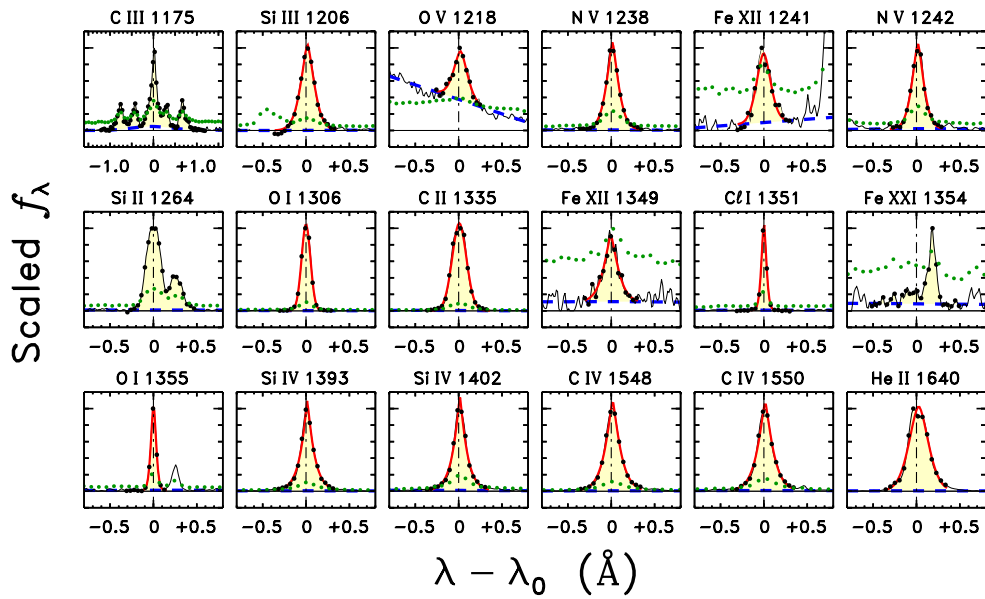 C III 1175 Si III 1206 O V 1218 N V 1238 Fe XII 1241 N V 1242
−1.0 0 +1.0 −0.5 0 +0.5 −0.5 0 +0.5 −0.5 0 +0.5 −0.5 0 +0.5 −0.5 0 +0.5
Si II 1264 O I 1306 C II 1335 Fe XII 1349 Cℓ I 1351 Fe XXI 1354
−0.5 0 +0.5 −0.5 0 +0.5 −0.5 0 +0.5 −0.5 0 +0.5 −0.5 0 +0.5 −0.5 0 +0.5
O I 1355 Si IV 1393 Si IV 1402 C IV 1548 C IV 1550 He II 1640
−0.5 0 +0.5 −0.5 0 +0.5 −0.5 0 +0.5 −0.5 0 +0.5 −0.5 0 +0.5 −0.5 0 +0.5
Scaled f_λ
λ − λ₀ (Å)